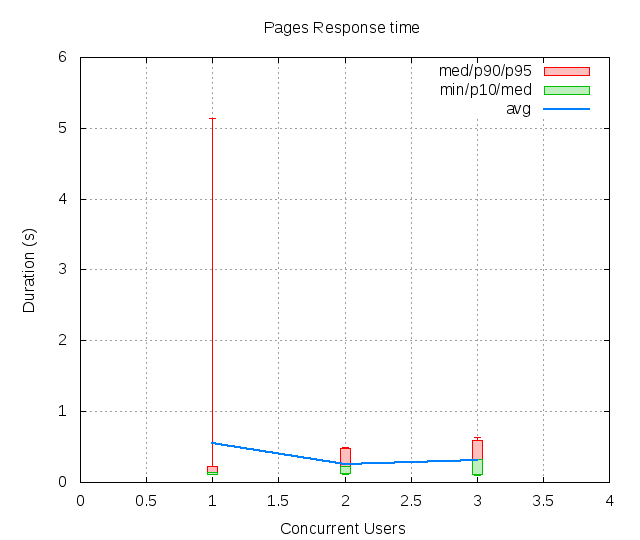 Pages Response time
med/p90/p95
min/p10/med
avg
6
5
4
3
2
1
0
Duration (s)
0 0.5 1 1.5 2 2.5 3 3.5 4
Concurrent Users